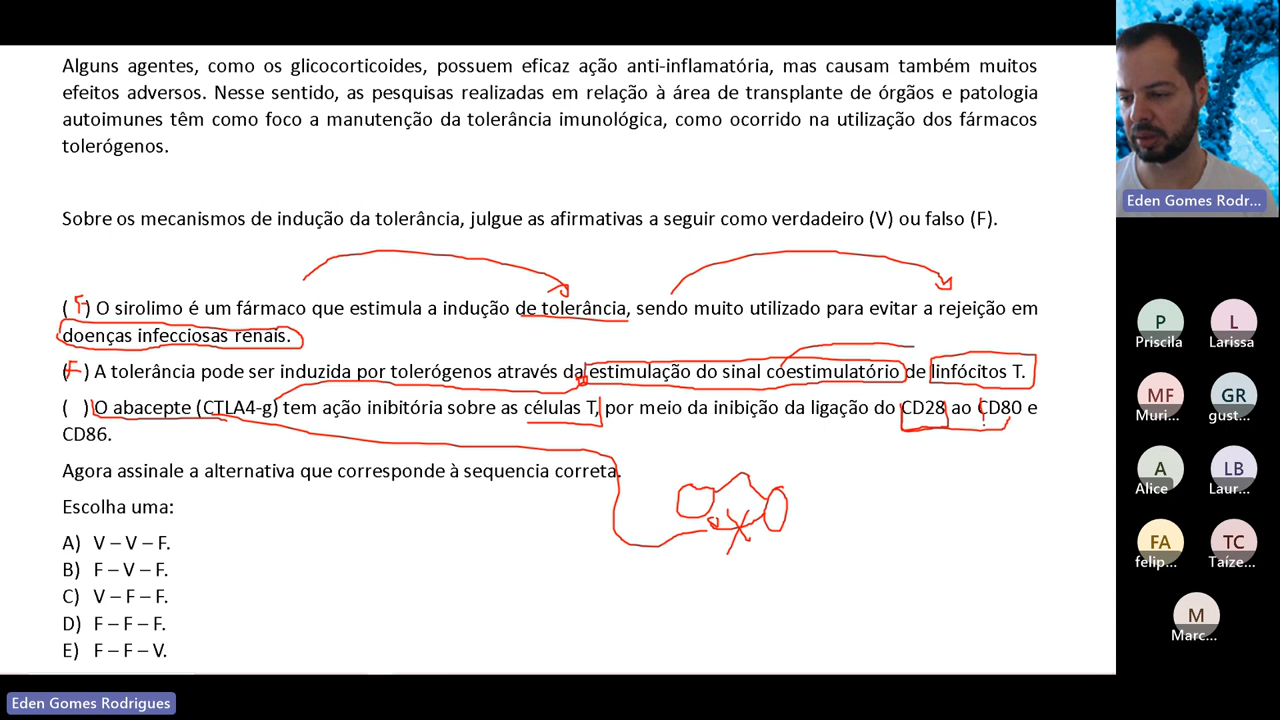 Alguns agentes, como os glicocorticoides, possuem eficaz ação anti-inflamatória, mas causam também muitos
efeitos adversos. Nesse sentido, as pesquisas realizadas em relação à área de transplante de órgãos e patologia
autoimunes têm como foco a manutenção da tolerância imunológica, como ocorrido na utilização dos fármacos
tolerógenos.
Sobre os mecanismos de indução da tolerância, julgue as afirmativas a seguir como verdadeiro (V) ou falso (F).
( F ) O sirolimo é um fármaco que estimula a indução de tolerância, sendo muito utilizado para evitar a rejeição em
doenças infecciosas renais.
( F ) A tolerância pode ser induzida por tolerógenos através da estimulação do sinal coestimulatório de linfócitos T.
( ) O abacepte (CTLA4-g) tem ação inibitória sobre as células T, por meio da inibição da ligação do CD28 ao CD80 e
CD86.
Agora assinale a alternativa que corresponde à sequencia correta.
Escolha uma:
A) V – V – F.
B) F – V – F.
C) V – F – F.
D) F – F – F.
E) F – F – V.
Eden Gomes Rodr...
P
Priscila
L
Larissa
MF
Muri...
GR
gust...
A
Alice
LB
Laur...
FA
felip...
TC
Taíze...
M
Marc...
Eden Gomes Rodrigues